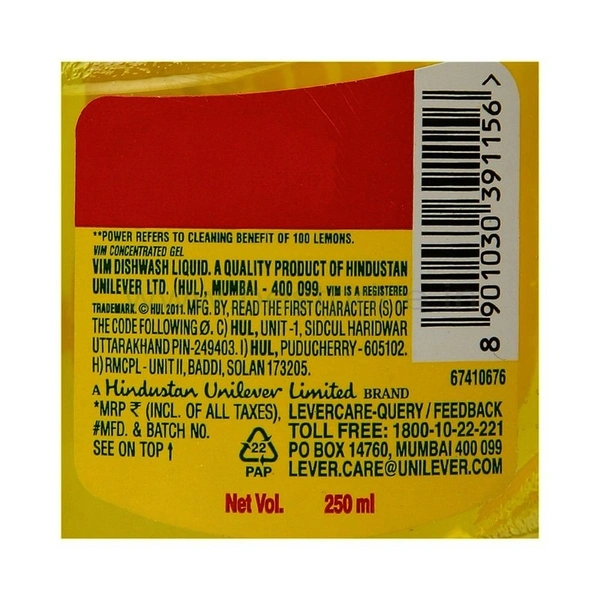 **POWER REFERS TO CLEANING BENEFIT OF 100 LEMONS.
VIM CONCENTRATED GEL
VIM DISHWASH LIQUID. A QUALITY PRODUCT OF HINDUSTAN
UNILEVER LTD. (HUL), MUMBAI - 400 099. VIM IS A REGISTERED
TRADEMARK. © HUL 2011. MFG. BY, READ THE FIRST CHARACTER (S) OF
THE CODE FOLLOWING Ø. C) HUL, UNIT -1, SIDCUL HARIDWAR
UTTARAKHAND PIN-249403. I) HUL, PUDUCHERRY - 605102.
H) RMCPL - UNIT II, BADDI, SOLAN 173205.
A Hindustan Unilever Limited BRAND
*MRP ₹ (INCL. OF ALL TAXES),
#MFD. & BATCH NO.
SEE ON TOP ↑
22
PAP
LEVERCARE-QUERY / FEEDBACK
TOLL FREE: 1800-10-22-221
PO BOX 14760, MUMBAI 400 099
LEVER.CARE@UNILEVER.COM
Net Vol. 250 ml
8 901030 391156 >
67410676